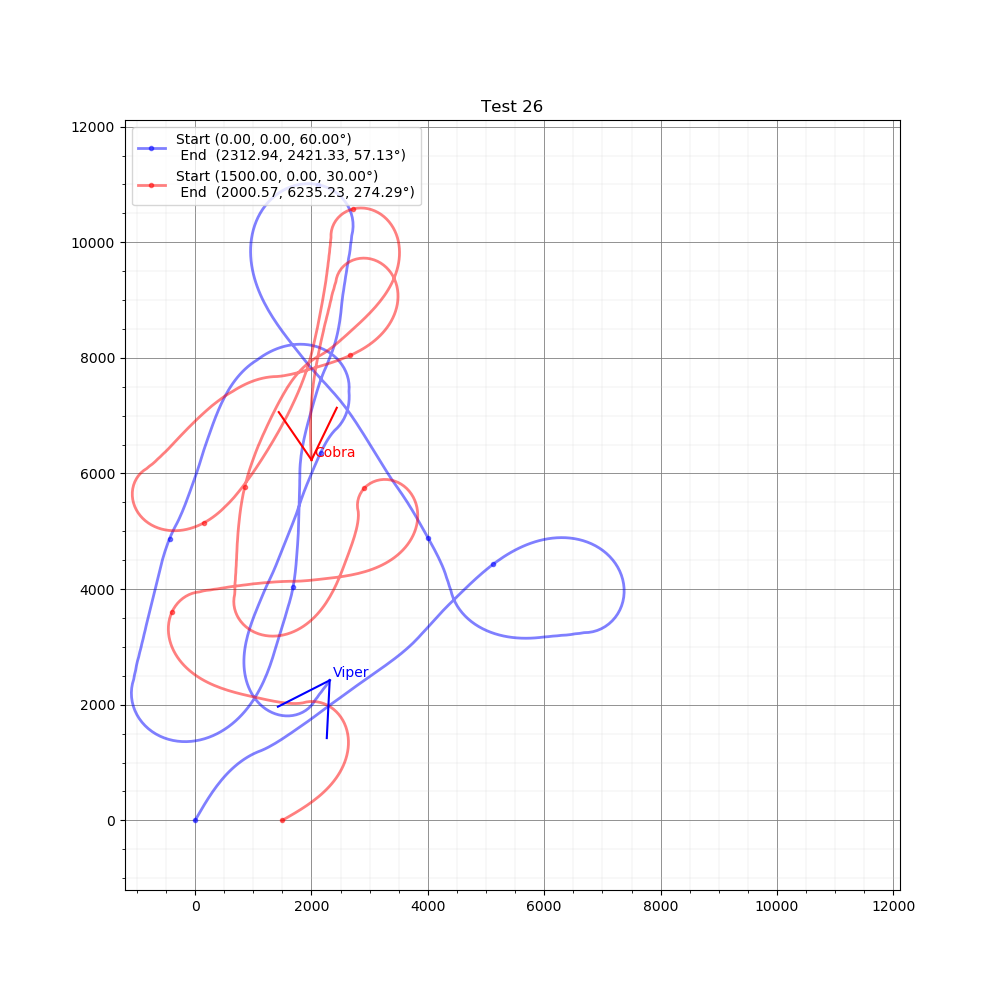 Test 26
Start (0.00, 0.00, 60.00°)
End (2312.94, 2421.33, 57.13°)
Start (1500.00, 0.00, 30.00°)
End (2000.57, 6235.23, 274.29°)
12000
10000
8000
6000
4000
2000
0
Cobra
Viper
0 2000 4000 6000 8000 10000 12000